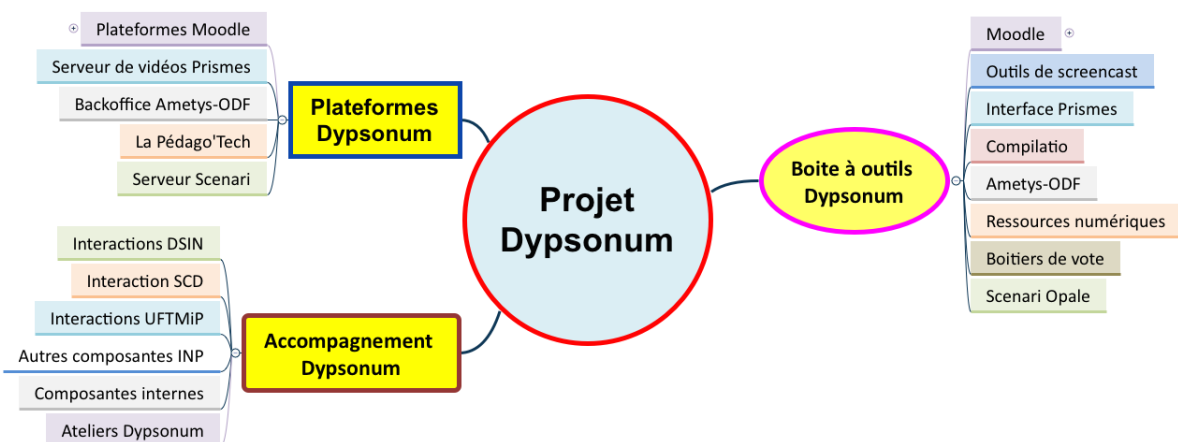 Plateformes Moodle
Serveur de vidéos Prismes
Backoffice Ametys-ODF
La Pédago'Tech
Serveur Scenari
Plateformes
Dypsonum
Interactions DSIN
Interaction SCD
Interactions UFTMiP
Autres composantes INP
Composantes internes
Ateliers Dypsonum
Accompagnement
Dypsonum
Projet
Dypsonum
Boite à outils
Dypsonum
Moodle
Outils de screencast
Interface Prismes
Compilatio
Ametys-ODF
Ressources numériques
Boitiers de vote
Scenari Opale